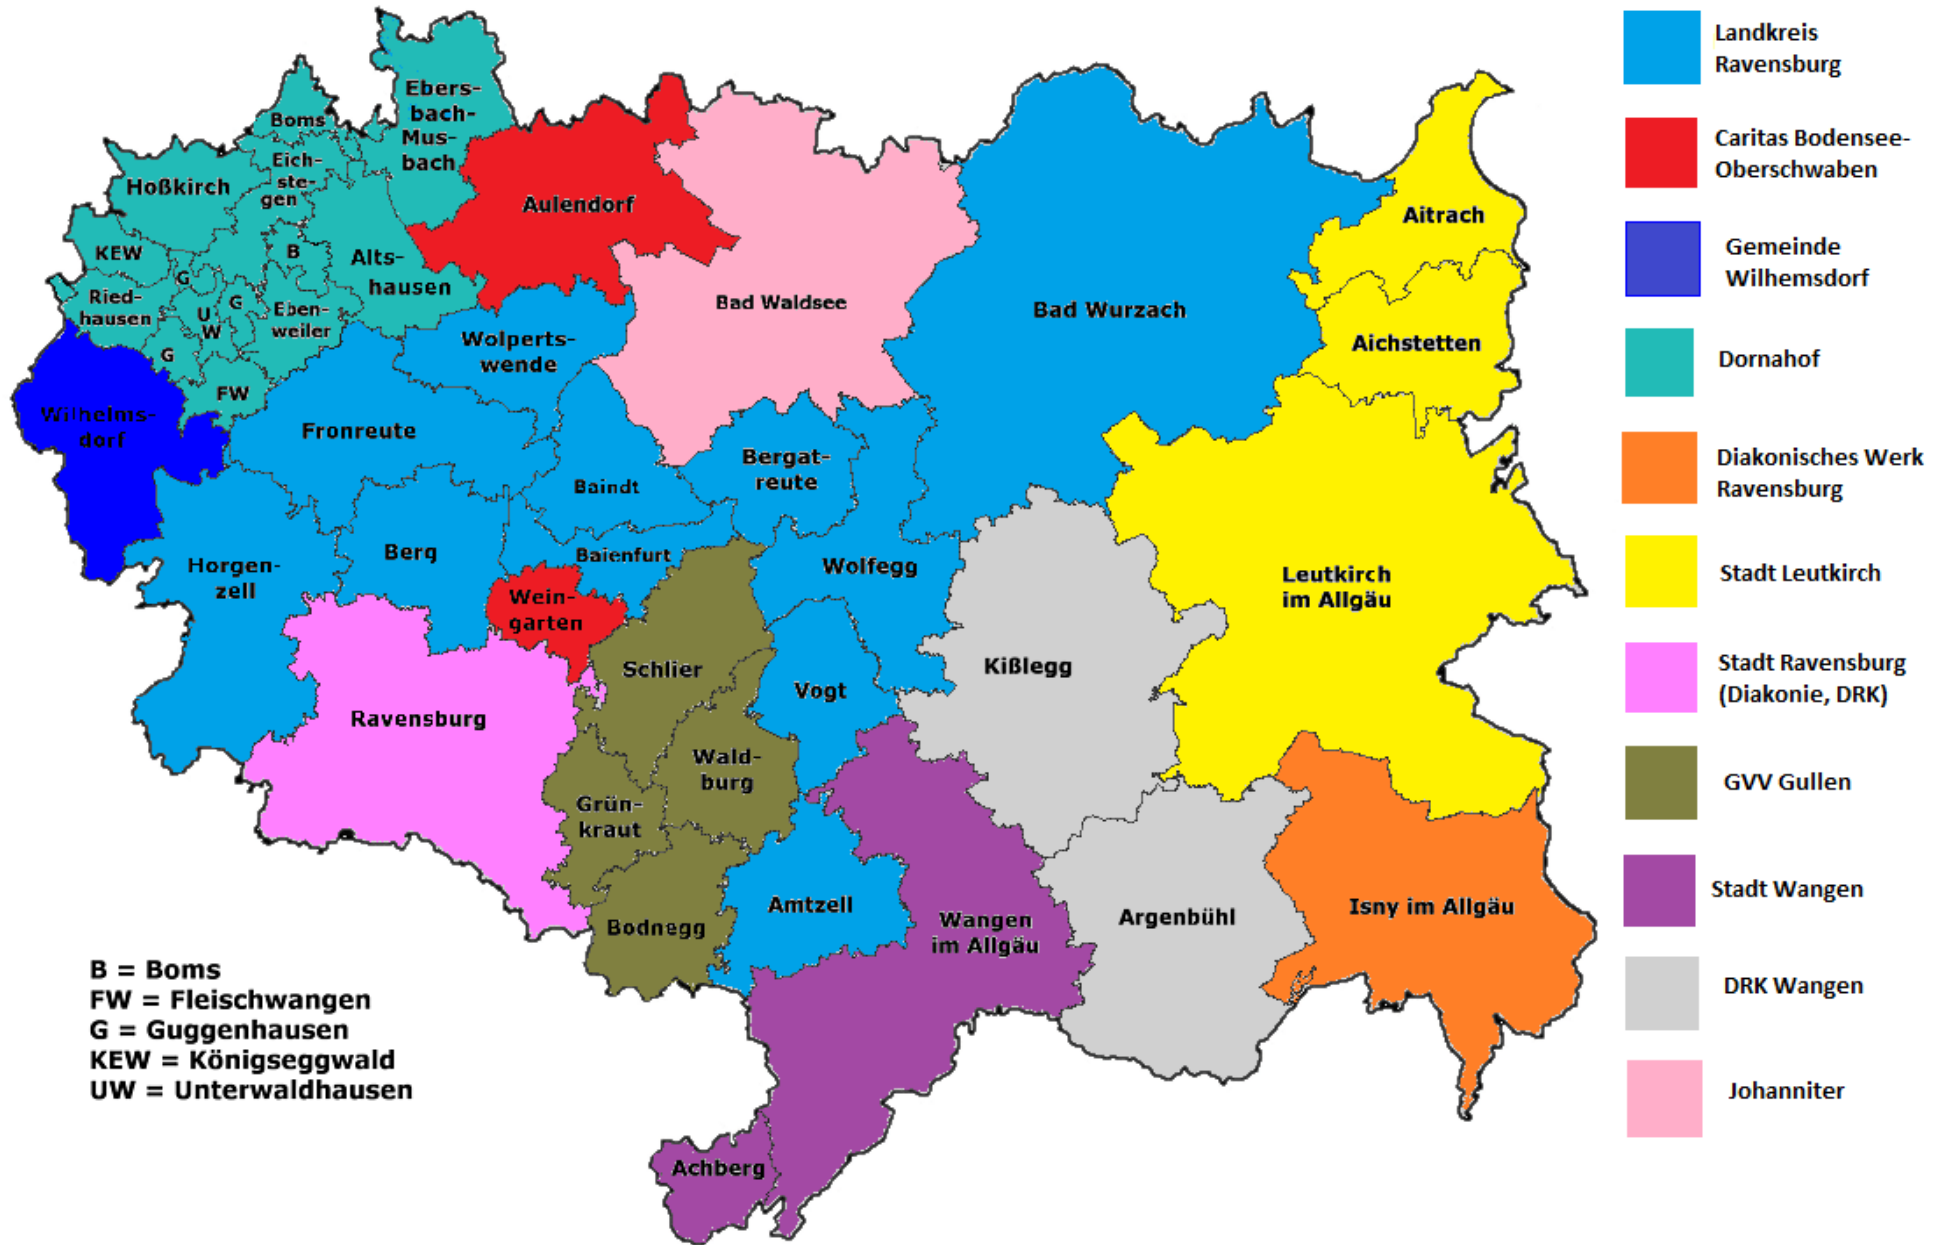 Ebers-
bach-
Mus-
bach
Boms
Eich-
ste-
gen
Hoßkirch
KEW
B
Alts-
hausen
G
Ried-
hausen
G
U
W
Eben-
weiler
G
FW
Wilhelms-
dorf
Aulendorf
Bad Waldsee
Bad Wurzach
Aitrach
Aichstetten
Wolperts-
wende
Fronreute
Bergat-
reute
Baindt
Berg
Baienfurt
Wolfegg
Horgen-
zell
Wein-
garten
Leutkirch
im Allgäu
Schlier
Kißlegg
Vogt
Ravensburg
Wald-
burg
Grün-
kraut
Amtzell
Bodnegg
Wangen
im Allgäu
Argenbühl
Isny im Allgäu
Achberg
B = Boms
FW = Fleischwangen
G = Guggenhausen
KEW = Königseggwald
UW = Unterwaldhausen
Landkreis
Ravensburg
Caritas Bodensee-
Oberschwaben
Gemeinde
Wilhemsdorf
Dornahof
Diakonisches Werk
Ravensburg
Stadt Leutkirch
Stadt Ravensburg
(Diakonie, DRK)
GVV Gullen
Stadt Wangen
DRK Wangen
Johanniter